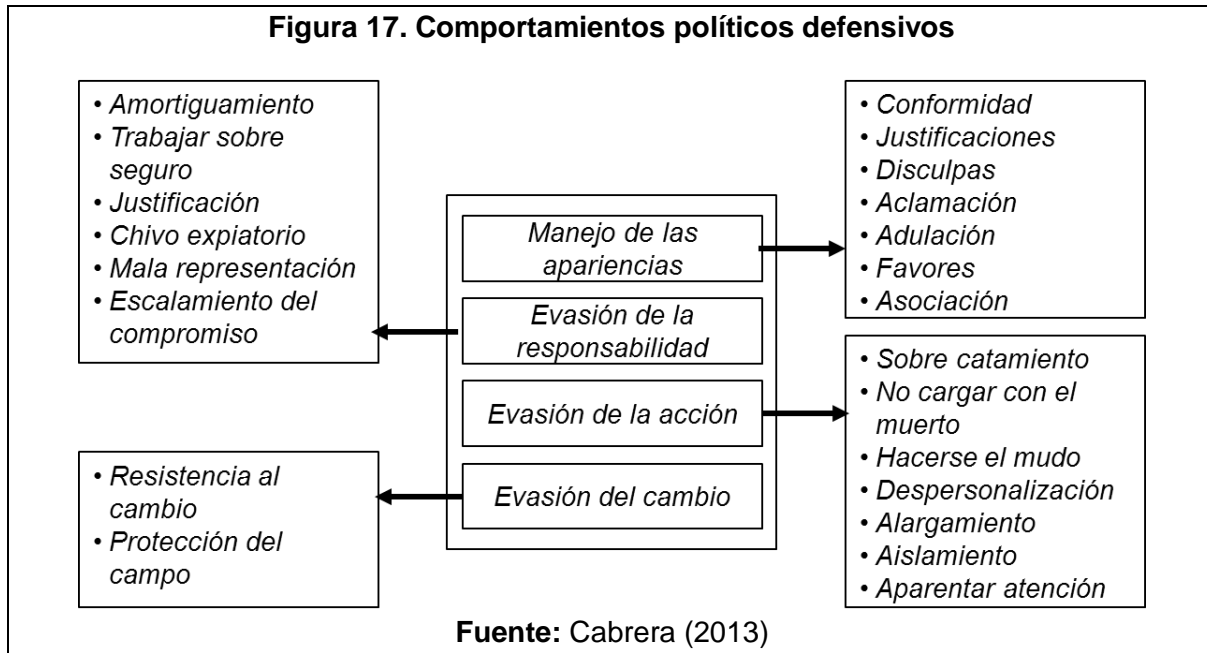 Figura 17. Comportamientos políticos defensivos
• Amortiguamiento
• Trabajar sobre
seguro
• Justificación
• Chivo expiatorio
• Mala representación
• Escalamiento del
compromiso
• Resistencia al
cambio
• Protección del
campo
Manejo de las
apariencias
Evasión de la
responsabilidad
Evasión de la acción
Evasión del cambio
• Conformidad
• Justificaciones
• Disculpas
• Aclamación
• Adulación
• Favores
• Asociación
• Sobre catamiento
• No cargar con el
muerto
• Hacerse el mudo
• Despersonalización
• Alargamiento
• Aislamiento
• Aparentar atención
Fuente: Cabrera (2013)